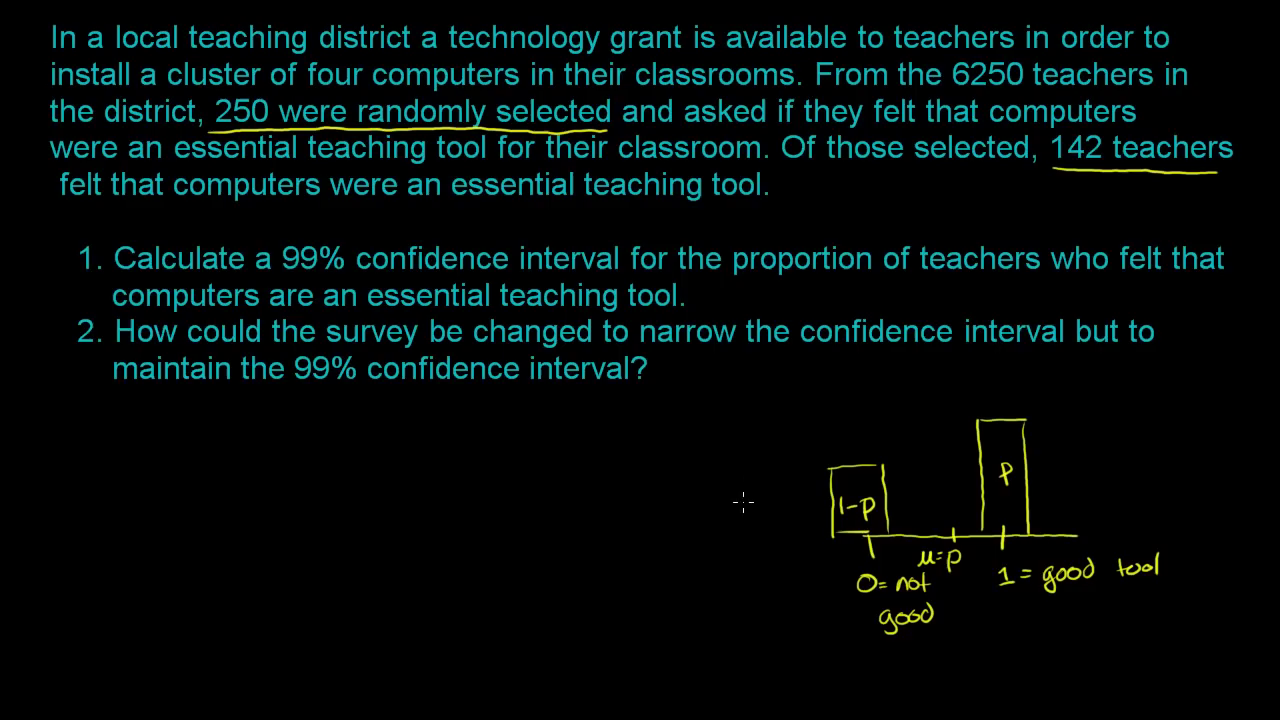 In a local teaching district a technology grant is available to teachers in order to
install a cluster of four computers in their classrooms. From the 6250 teachers in
the district, 250 were randomly selected and asked if they felt that computers
were an essential teaching tool for their classroom. Of those selected, 142 teachers
felt that computers were an essential teaching tool.
1. Calculate a 99% confidence interval for the proportion of teachers who felt that
computers are an essential teaching tool.
2. How could the survey be changed to narrow the confidence interval but to
maintain the 99% confidence interval?
p
1-p
μ=p
0=not
good
1=good tool